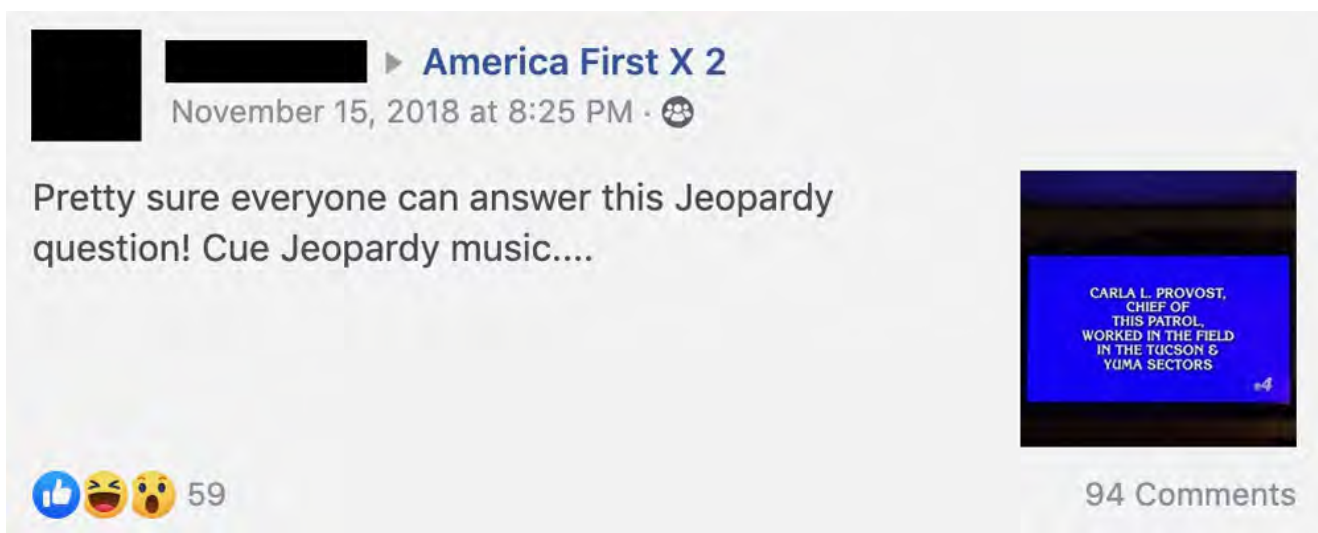 America First X 2
November 15, 2018 at 8:25 PM ·
Pretty sure everyone can answer this Jeopardy
question! Cue Jeopardy music....
CARLA L. PROVOST,
CHIEF OF
THIS PATROL,
WORKED IN THE FIELD
IN THE TUCSON &
YUMA SECTORS
4
59
94 Comments